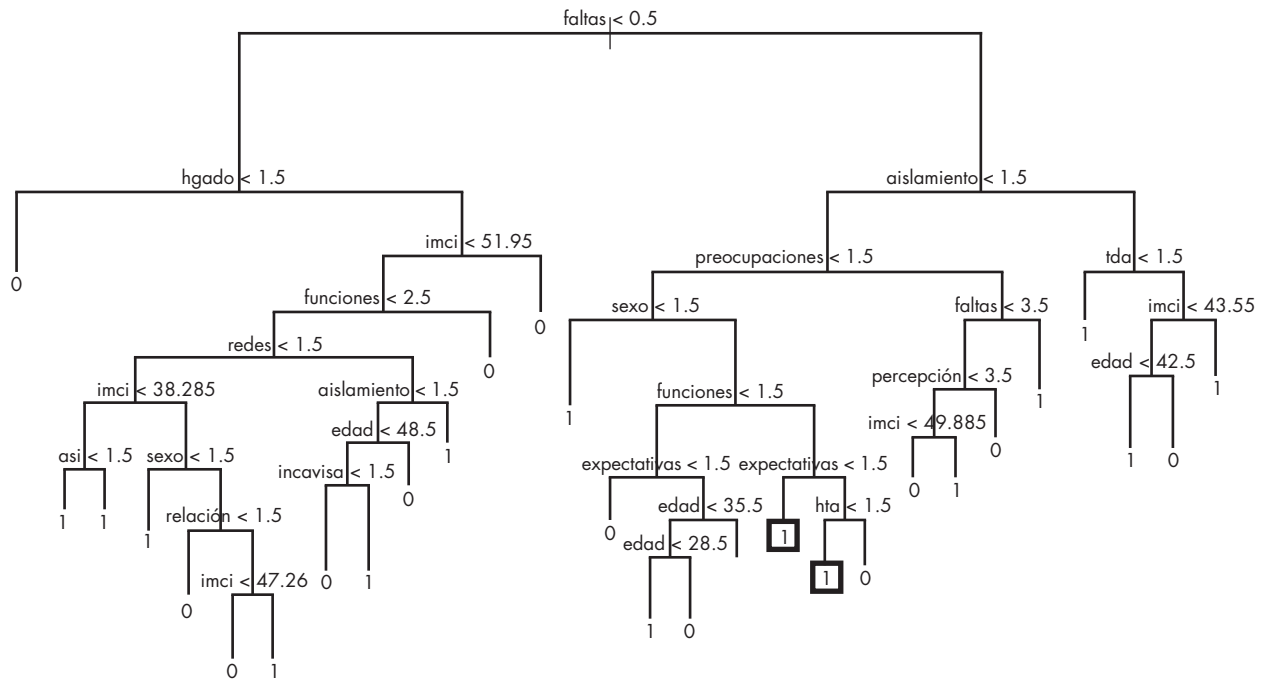 faltas < 0.5
hgado < 1.5
aislamiento < 1.5
imci < 51.95
preocupaciones < 1.5
tda < 1.5
0
funciones < 2.5
0
sexo < 1.5
faltas < 3.5
imci < 43.55
1
redes < 1.5
0
edad < 42.5
1
imci < 38.285
aislamiento < 1.5
funciones < 1.5
percepción < 3.5
1
1
edad < 48.5
1
imci < 49.885
0
1
0
asi < 1.5
sexo < 1.5
incavisa < 1.5
0
expectativas < 1.5
expectativas < 1.5
0
1
1
1
1
relación < 1.5
0
edad < 35.5
1
hta < 1.5
edad < 28.5
0
imci < 47.26
0
1
1
0
1
0
0
1